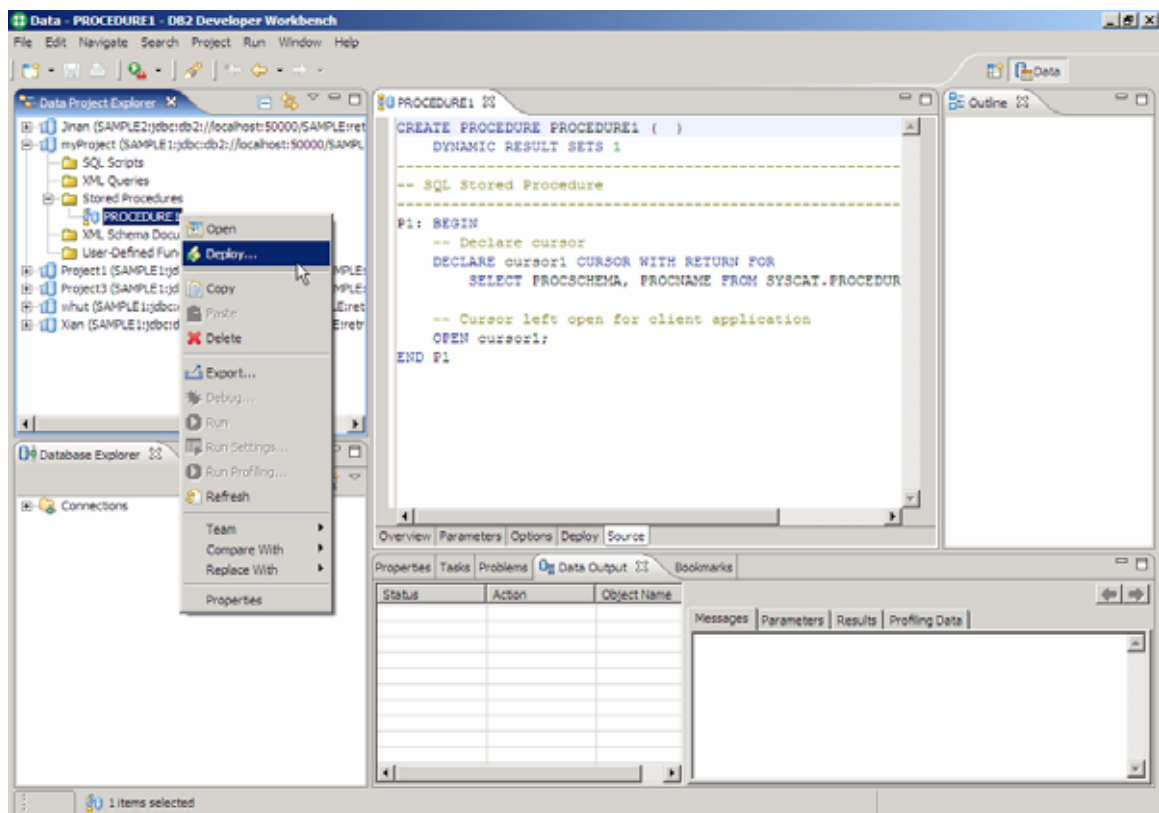 Data - PROCEDURE1 - DB2 Developer Workbench
File Edit Navigate Search Project Run Window Help
Data
Data Project Explorer
Jinan (SAMPLE2:jdbc:db2://localhost:50000/SAMPLE:ret
myProject (SAMPLE1:jdbc:db2://localhost:50000/SAMPL
SQL Scripts
XML Queries
Stored Procedures
PROCEDURE1
XML Schema Docu
User-Defined Fun
Project1 (SAMPLE1:jd
MPLE:
Project3 (SAMPLE1:jd
MPLE:
whut (SAMPLE1:jdbc:
LE:ret
Xian (SAMPLE1:jdbc:d
E:retr
Open
Deploy...
Copy
Paste
Delete
Export...
Debug...
Run
Run Settings...
Run Profiling...
Refresh
Team
Compare With
Replace With
Properties
Database Explorer
Connections
PROCEDURE1
CREATE PROCEDURE PROCEDURE1 ( )
DYNAMIC RESULT SETS 1
------------------------------------------------------------------------
-- SQL Stored Procedure
------------------------------------------------------------------------
P1: BEGIN
-- Declare cursor
DECLARE cursor1 CURSOR WITH RETURN FOR
SELECT PROCSCHEMA, PROCNAME FROM SYSCAT.PROCEDUR
-- Cursor left open for client application
OPEN cursor1;
END P1
Overview Parameters Options Deploy Source
Outline
Properties Tasks Problems Data Output Bookmarks
Status Action Object Name
Messages Parameters Results Profiling Data
1 items selected